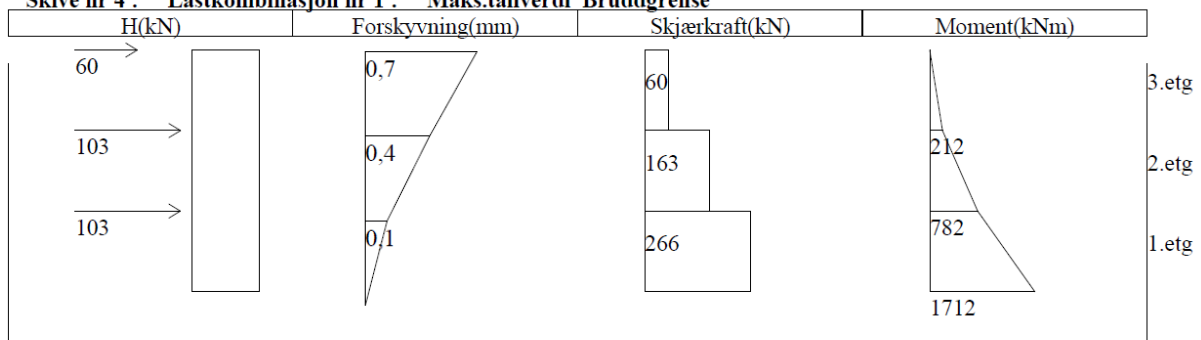 Skive nr 4 : Lastkombinasjon nr 1 : Maks.tallverdi Bruddgrense
H(kN) Forskyvning(mm) Skjærkraft(kN) Moment(kNm)
60 0,7 60 3.etg
103 0,4 163 212 2.etg
103 0,1 266 782 1.etg
1712